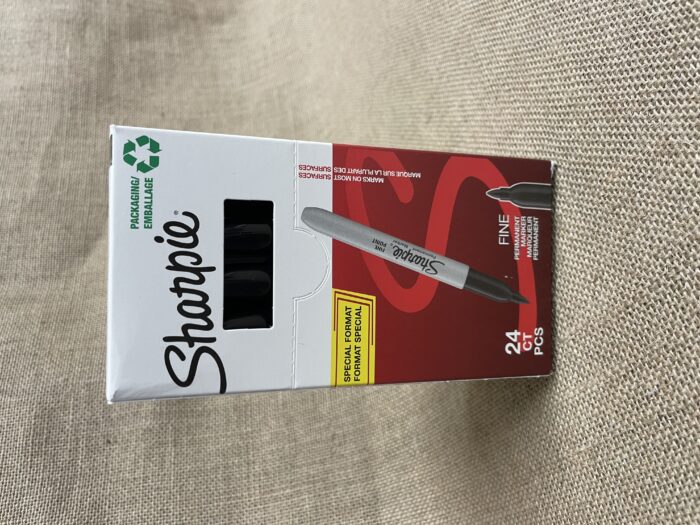 PACKAGING/
EMBALLAGE
Sharpie®
MARKS ON MOST
SURFACES
MARQUE SUR LA PLUPART DES
SURFACES
SPECIAL FORMAT
FORMAT SPECIAL
FINE
POINT
Sharpie
24
CT
PCS
FINE
PERMANENT
MARKER
MARQUEUR
PERMANENT